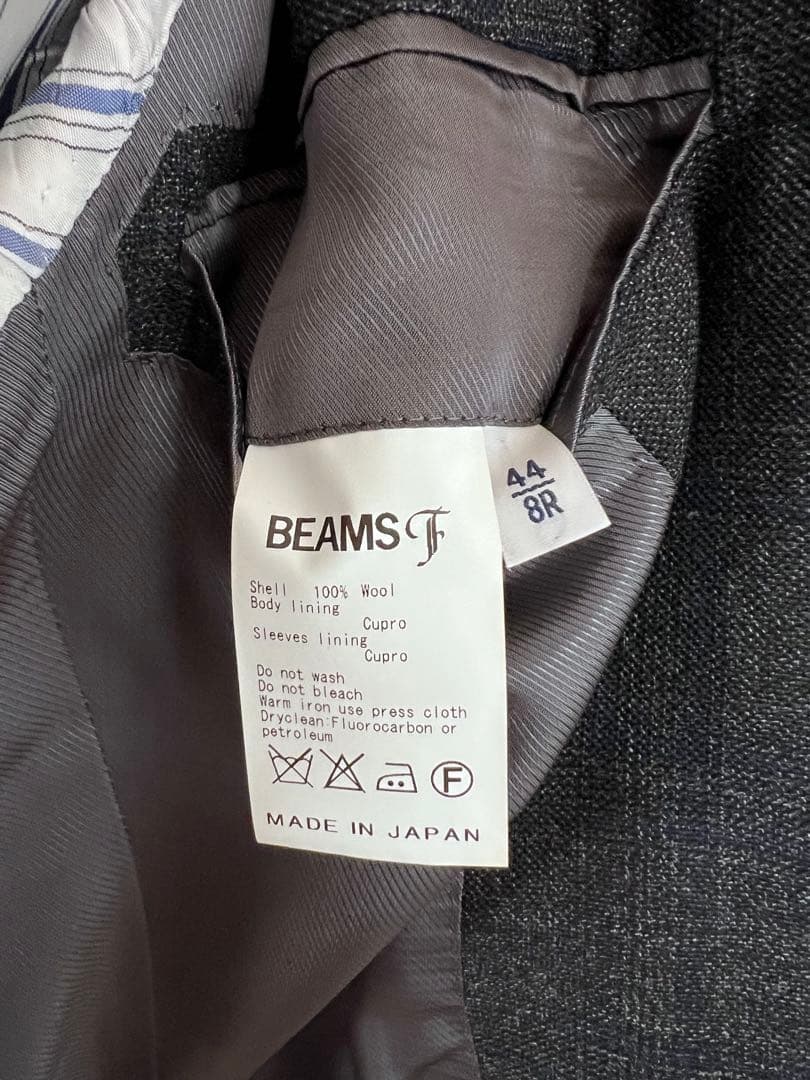 BEAMS F
Shell 100% Wool
Body lining
Cupro
Sleeves lining
Cupro
Do not wash
Do not bleach
Warm iron use press cloth
Dryclean:Fluorocarbon or
petroleum
F
MADE IN JAPAN
44
8R